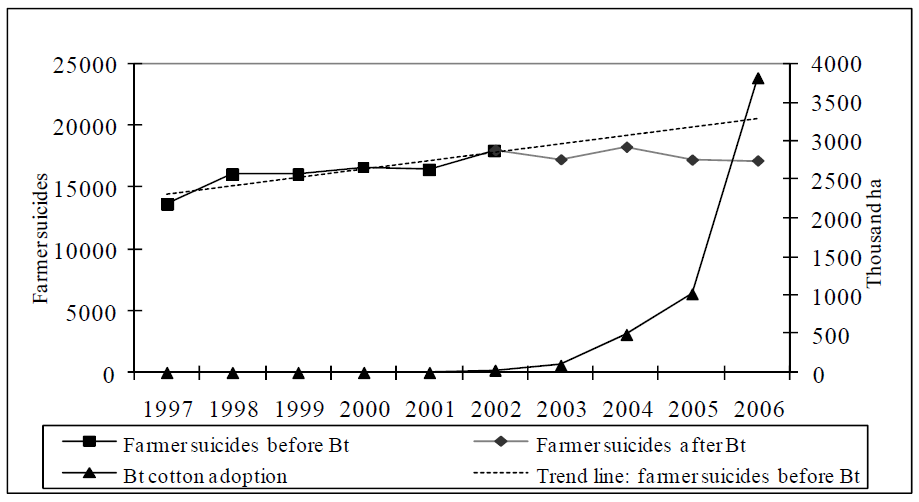 25000
20000
15000
10000
5000
0
Farmer suicides
4000
3500
3000
2500
2000
1500
1000
500
0
Thousand ha
1997 1998 1999 2000 2001 2002 2003 2004 2005 2006
Farmer suicides before Bt
Farmer suicides after Bt
Bt cotton adoption
Trend line: farmer suicides before Bt